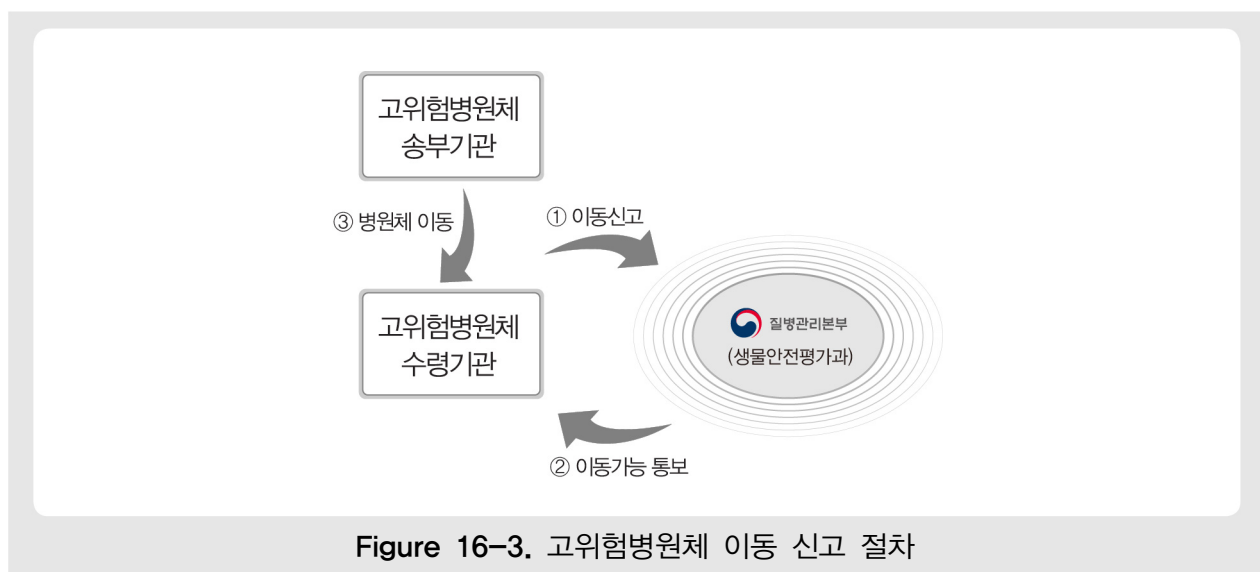 고위험병원체
송부기관
③ 병원체 이동
① 이동신고
고위험병원체
수령기관
질병관리본부
(생물안전평가과)
② 이동가능 통보
Figure 16-3. 고위험병원체 이동 신고 절차